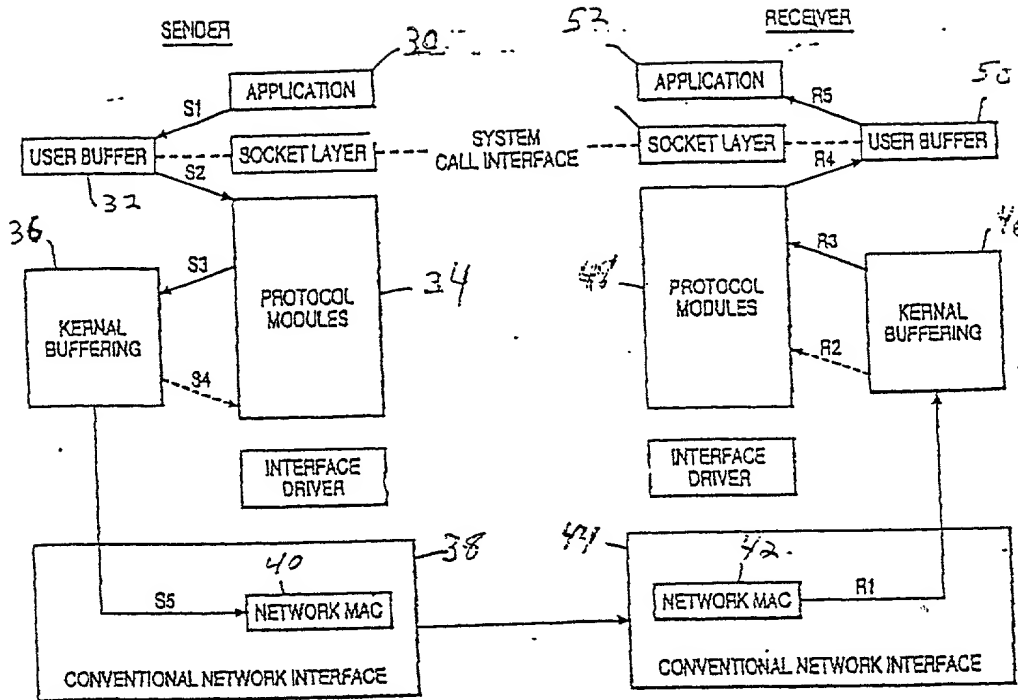 SENDER
30
APPLICATION
S1
USER BUFFER
SOCKET LAYER
S2
32
36
S3
KERNAL
BUFFERING
S4
PROTOCOL
MODULES
34
INTERFACE
DRIVER
38
40
S5
NETWORK MAC
CONVENTIONAL NETWORK INTERFACE
SYSTEM
CALL INTERFACE
RECEIVER
52
APPLICATION
R5
50
SOCKET LAYER
USER BUFFER
R4
R3
PROTOCOL
MODULES
R2
KERNAL
BUFFERING
INTERFACE
DRIVER
42
NETWORK MAC
R1
CONVENTIONAL NETWORK INTERFACE